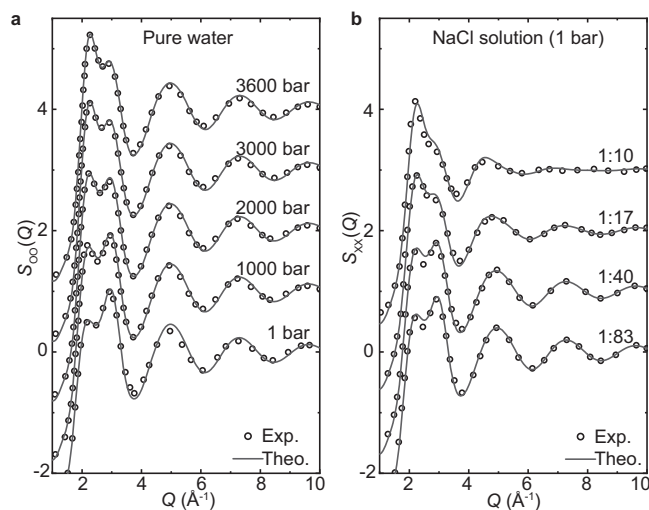 a
Pure water
3600 bar
3000 bar
2000 bar
1000 bar
1 bar
Exp.
Theo.
S_OO(Q)
4
2
0
-2
2 4 6 8 10
Q (Å⁻¹)
b
NaCl solution (1 bar)
1:10
1:17
1:40
1:83
Exp.
Theo.
S_XX(Q)
4
2
0
-2
2 4 6 8 10
Q (Å⁻¹)